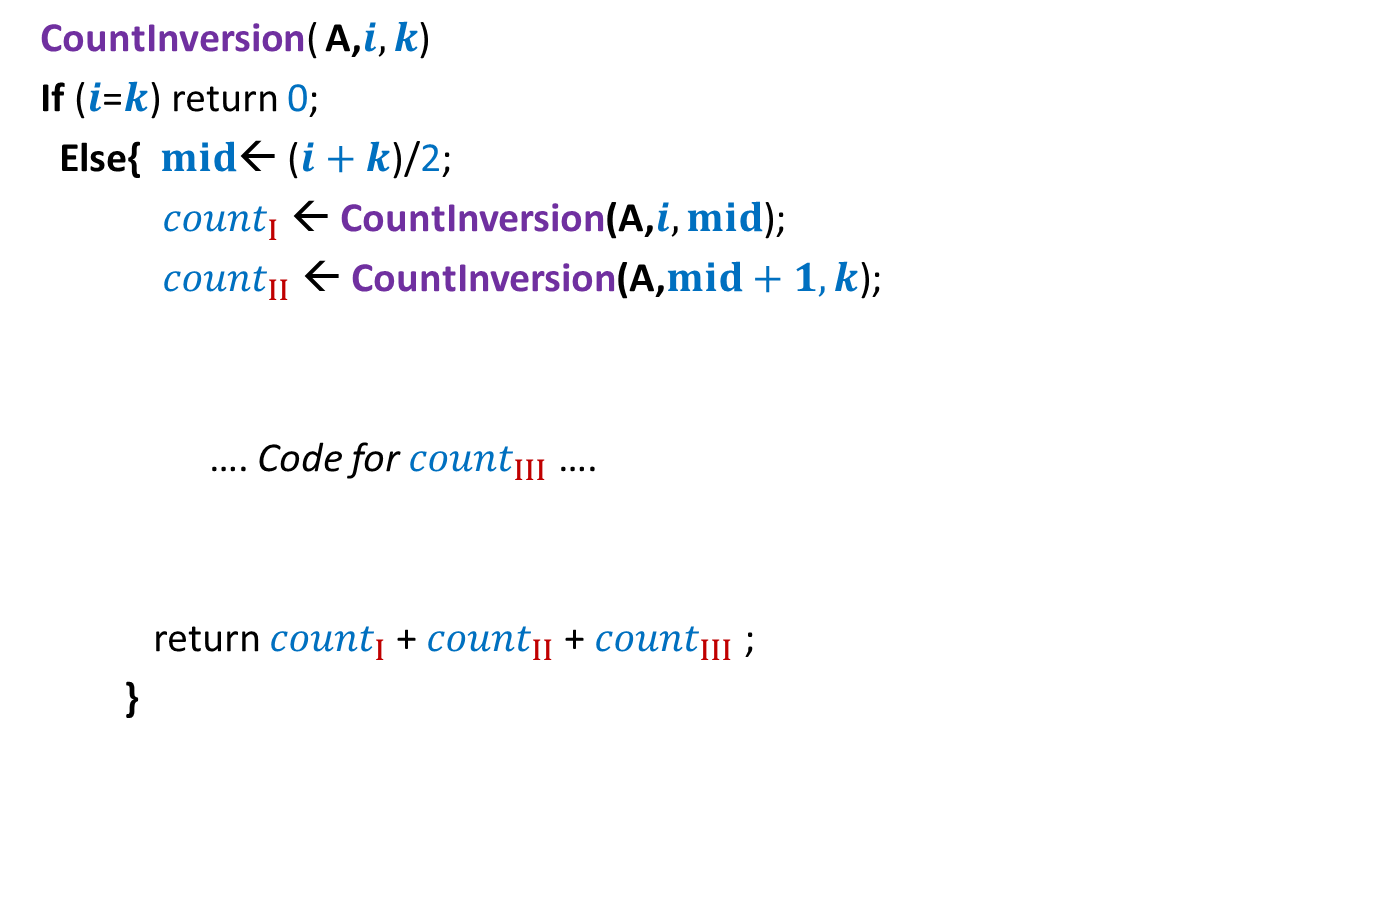 CountInversion( A,i, k)
If (i=k) return 0;
Else{ mid← (i + k)/2;
count_I ← CountInversion(A,i, mid);
count_II ← CountInversion(A,mid + 1, k);
…. Code for count_III ….
return count_I + count_II + count_III ;
}